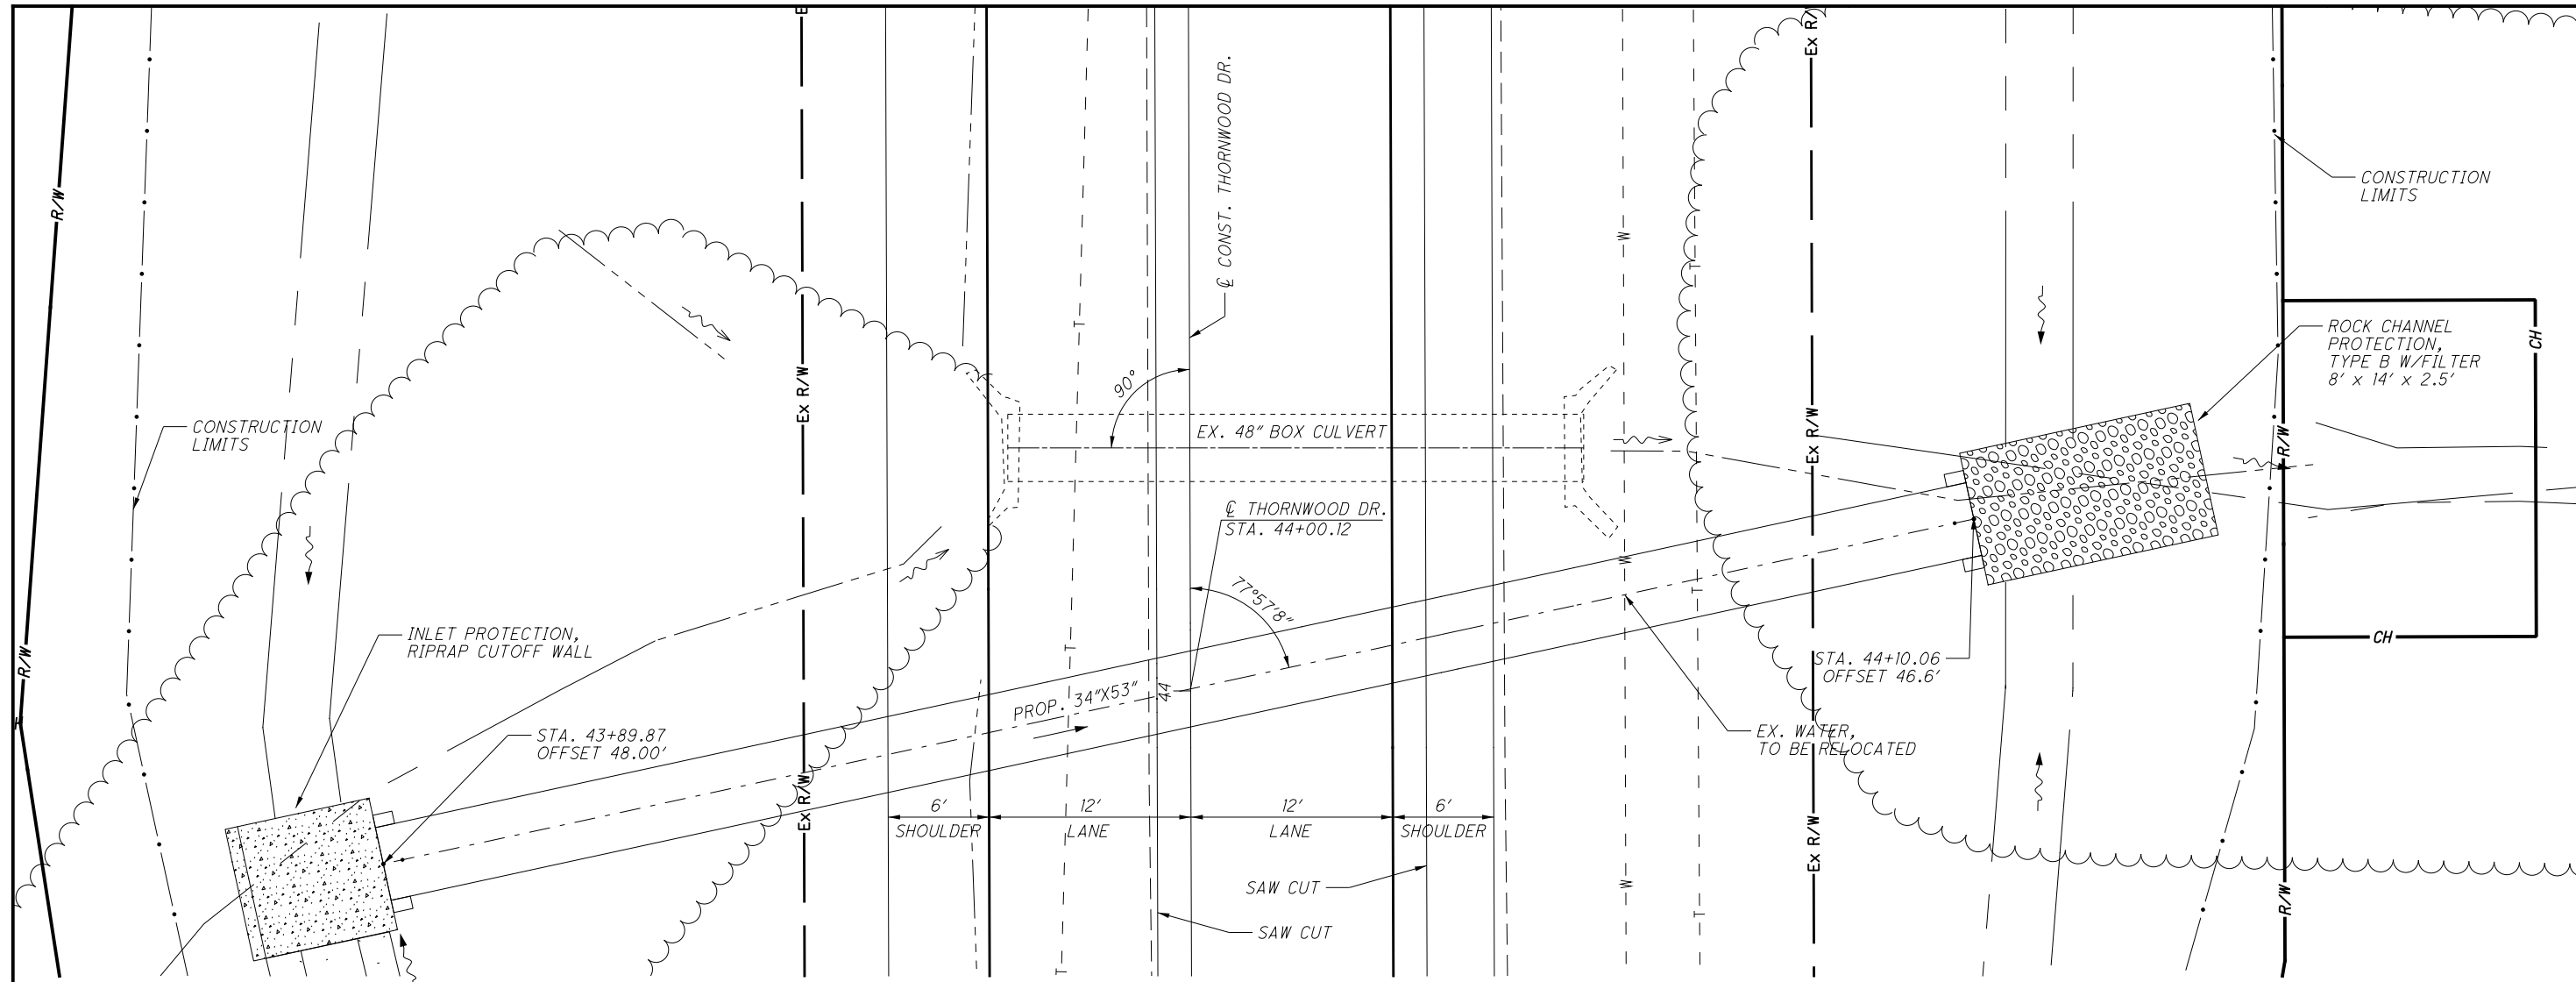 Ex R/W
R/W
℄ CONST. THORNWOOD DR.
CONSTRUCTION
LIMITS
W
T
T
ROCK CHANNEL
PROTECTION,
TYPE B W/FILTER
8' x 14' x 2.5'
CH
90°
Ex R/W
Ex R/W
CONSTRUCTION
LIMITS
EX. 48" BOX CULVERT
R/W
℄ THORNWOOD DR.
STA. 44+00.12
W
T
77°57'8"
INLET PROTECTION,
RIPRAP CUTOFF WALL
R/W
T
CH
STA. 44+10.06
OFFSET 46.6'
PROP. 34"X53"
44
STA. 43+89.87
OFFSET 48.00'
EX. WATER,
TO BE RELOCATED
Ex R/W
6'
12'
12'
6'
SHOULDER
LANE
LANE
SHOULDER
Ex R/W
SAW CUT
W
T
R/W
SAW CUT
T